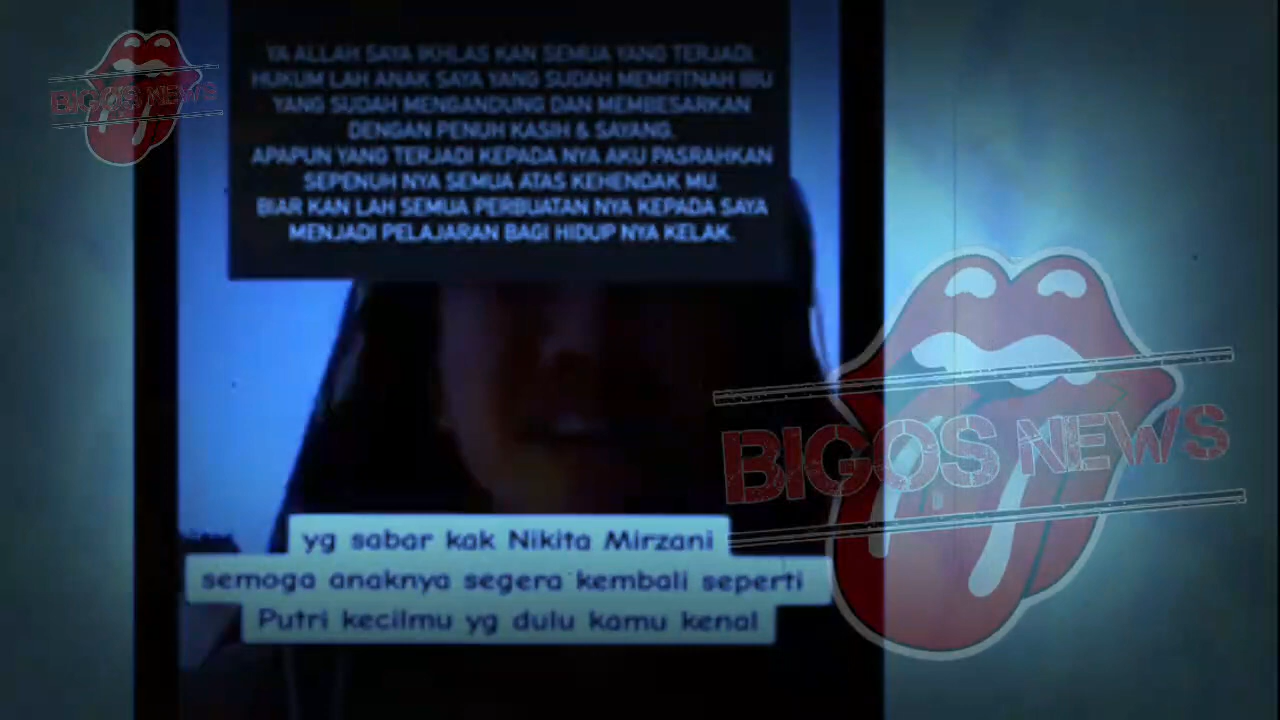 BIGOS NEWS
YA ALLAH SAYA IKHLAS KAN SEMUA YANG TERJADI.
HUKUM LAH ANAK SAYA YANG SUDAH MEMFITNAH IBU
YANG SUDAH MENGANDUNG DAN MEMBESARKAN
DENGAN PENUH KASIH & SAYANG.
APAPUN YANG TERJADI KEPADA NYA AKU PASRAHKAN
SEPENUH NYA SEMUA ATAS KEHENDAK MU.
BIAR KAN LAH SEMUA PERBUATAN NYA KEPADA SAYA
MENJADI PELAJARAN BAGI HIDUP NYA KELAK.
BIGOS NEWS
yg sabar kak Nikita Mirzani
semoga anaknya segera kembali seperti
Putri kecilmu yg dulu kamu kenal